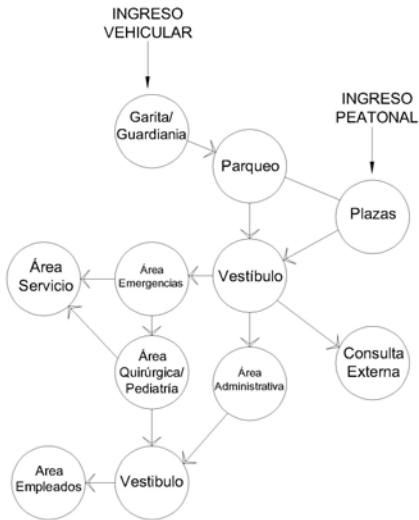 INGRESO
VEHICULAR
INGRESO
PEATONAL
Garita/
Guardiania
Parqueo
Plazas
Área
Servicio
Área
Emergencias
Vestíbulo
Área
Quirúrgica/
Pediatría
Área
Administrativa
Consulta
Externa
Area
Empleados
Vestibulo